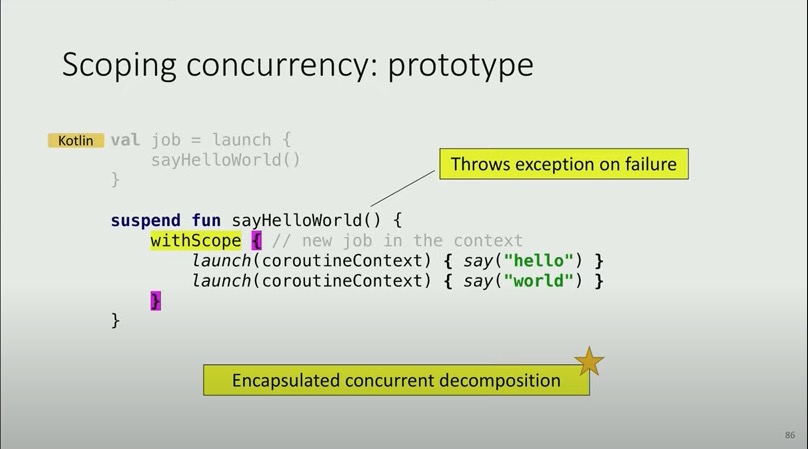 Scoping concurrency: prototype
Kotlin
val job = launch {
sayHelloWorld()
}
Throws exception on failure
suspend fun sayHelloWorld() {
withScope { // new job in the context
launch(coroutineContext) { say("hello") }
launch(coroutineContext) { say("world") }
}
}
Encapsulated concurrent decomposition
86